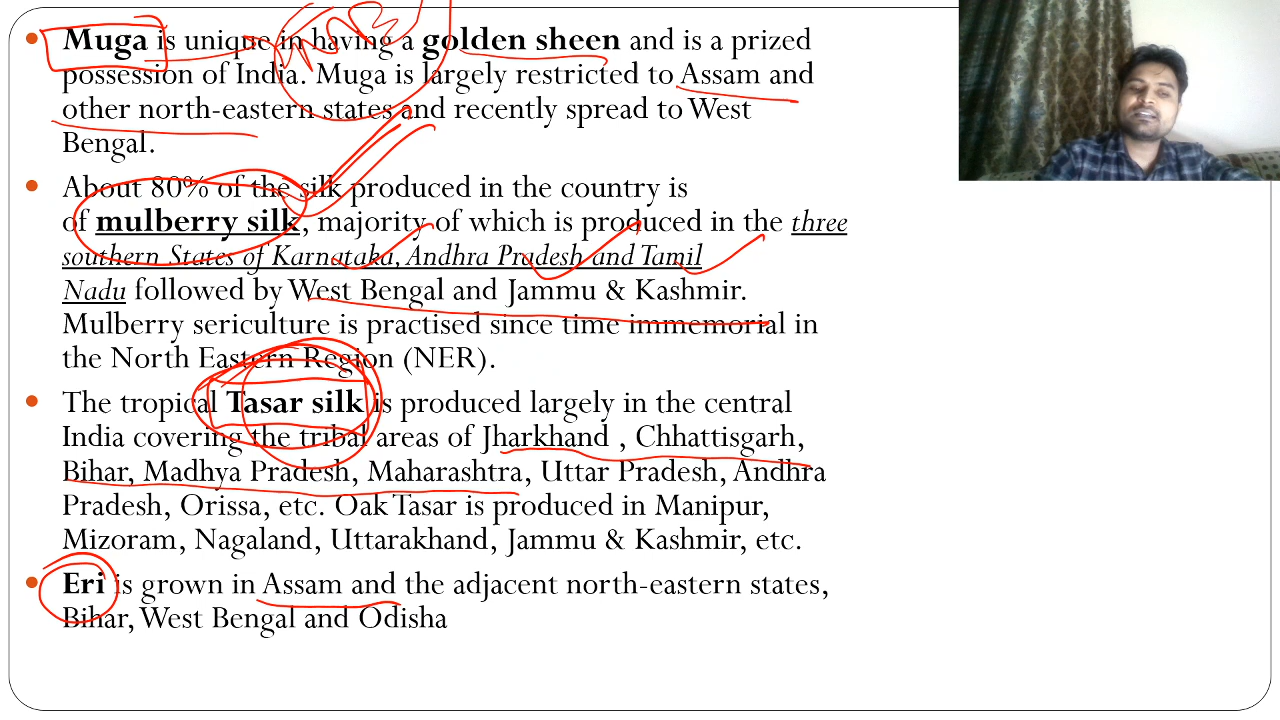 Muga is unique in having a golden sheen and is a prized
possession of India. Muga is largely restricted to Assam and
other north-eastern states and recently spread to West
Bengal.
About 80% of the silk produced in the country is
of mulberry silk, majority of which is produced in the three
southern States of Karnataka, Andhra Pradesh and Tamil
Nadu followed by West Bengal and Jammu & Kashmir.
Mulberry sericulture is practised since time immemorial in
the North Eastern Region (NER).
The tropical Tasar silk is produced largely in the central
India covering the tribal areas of Jharkhand , Chhattisgarh,
Bihar, Madhya Pradesh, Maharashtra, Uttar Pradesh, Andhra
Pradesh, Orissa, etc. Oak Tasar is produced in Manipur,
Mizoram, Nagaland, Uttarakhand, Jammu & Kashmir, etc.
Eri is grown in Assam and the adjacent north-eastern states,
Bihar, West Bengal and Odisha